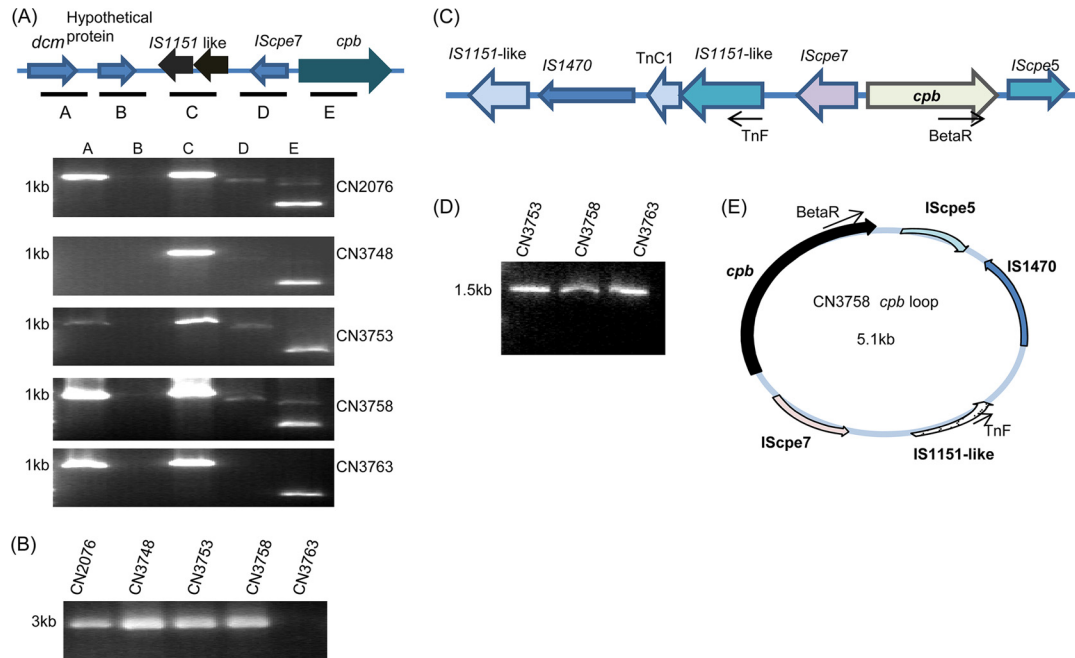 (A)
Hypothetical
dcm protein IS1151 like IScpe7 cpb
A B C D E
A B C D E
1kb CN2076
1kb CN3748
1kb CN3753
1kb CN3758
1kb CN3763
(B)
CN2076 CN3748 CN3753 CN3758 CN3763
3kb
(C)
IS1151-like IS1470 TnC1 IS1151-like IScpe7 cpb IScpe5
TnF BetaR
(D)
CN3753 CN3758 CN3763
1.5kb
(E)
BetaR IScpe5
cpb IS1470
CN3758 cpb loop
5.1kb
TnF
IScpe7 IS1151-like